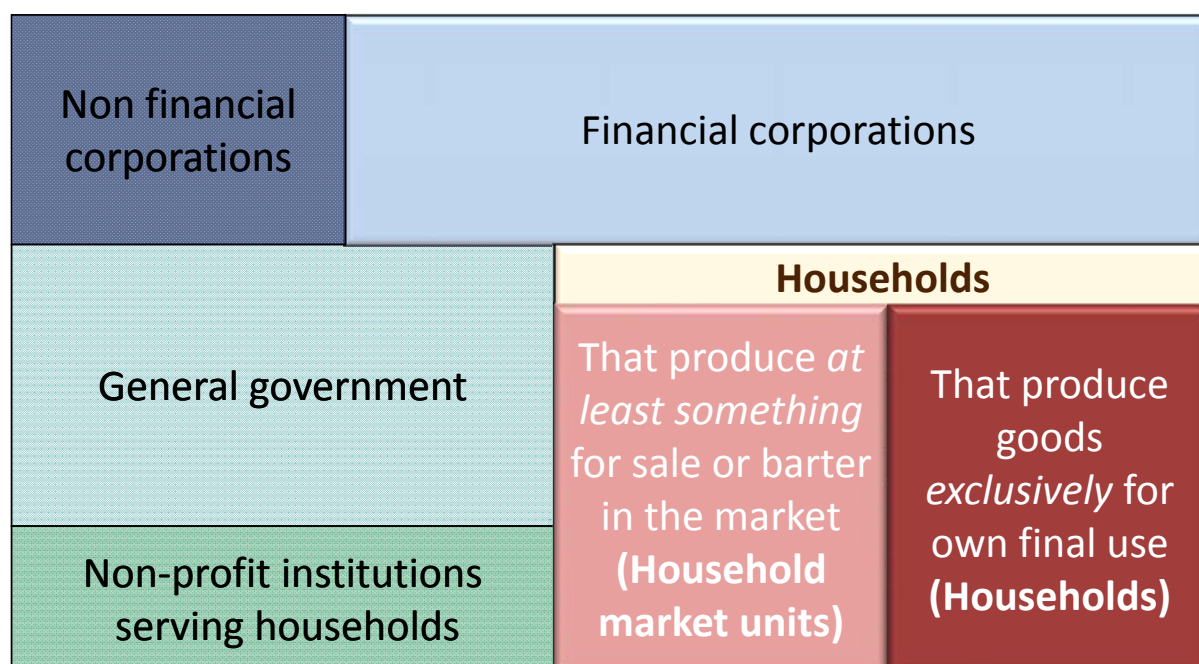 Non financial
corporations
Financial corporations
General government
Non-profit institutions
serving households
Households
That produce at
least something
for sale or barter
in the market
(Household
market units)
That produce
goods
exclusively for
own final use
(Households)